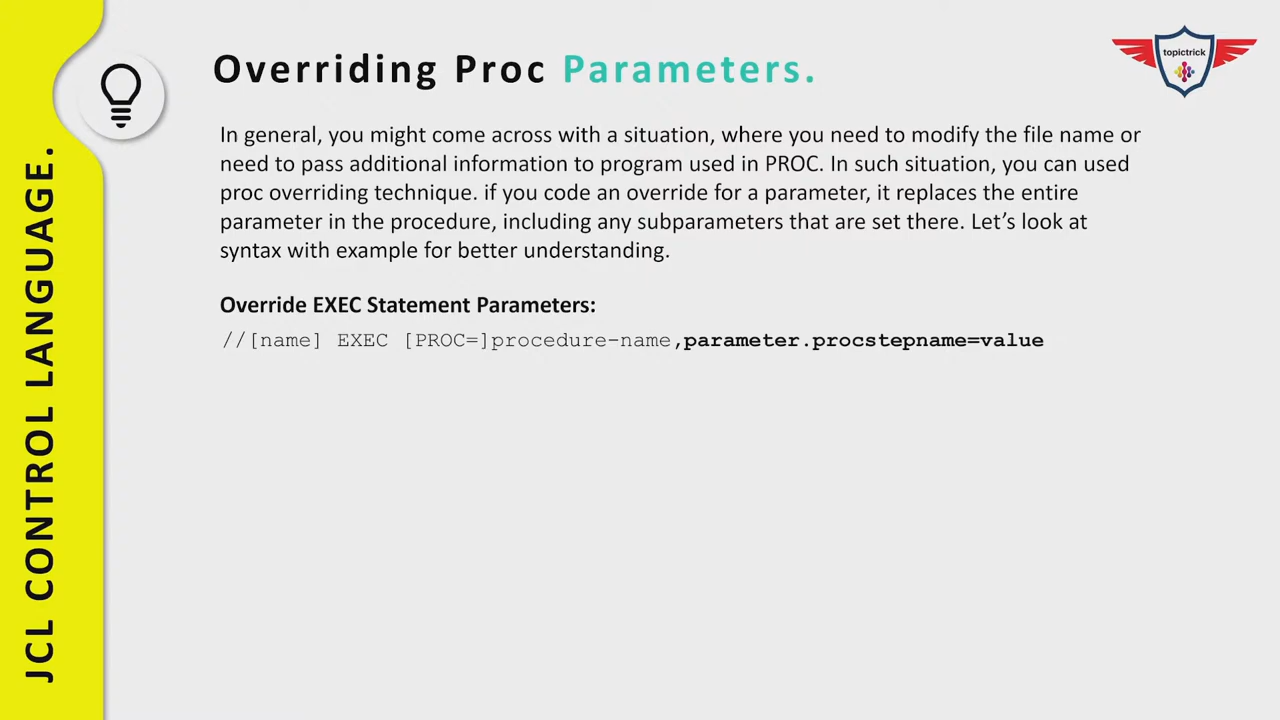 JCL CONTROL LANGUAGE.
Overriding Proc Parameters.
topictrick
In general, you might come across with a situation, where you need to modify the file name or
need to pass additional information to program used in PROC. In such situation, you can used
proc overriding technique. if you code an override for a parameter, it replaces the entire
parameter in the procedure, including any subparameters that are set there. Let’s look at
syntax with example for better understanding.
Override EXEC Statement Parameters:
//[name] EXEC [PROC=]procedure-name,parameter.procstepname=value